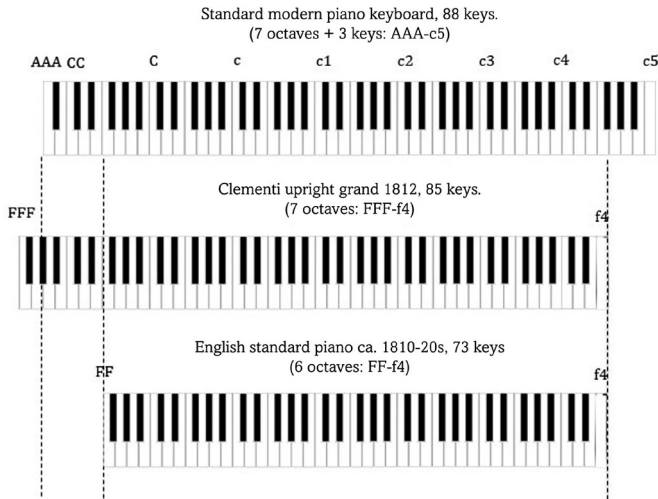 Standard modern piano keyboard, 88 keys.
(7 octaves + 3 keys: AAA-c5)
AAA CC C c c1 c2 c3 c4 c5
Clementi upright grand 1812, 85 keys.
(7 octaves: FFF-f4)
FFF f4
English standard piano ca. 1810-20s, 73 keys
(6 octaves: FF-f4)
FF f4